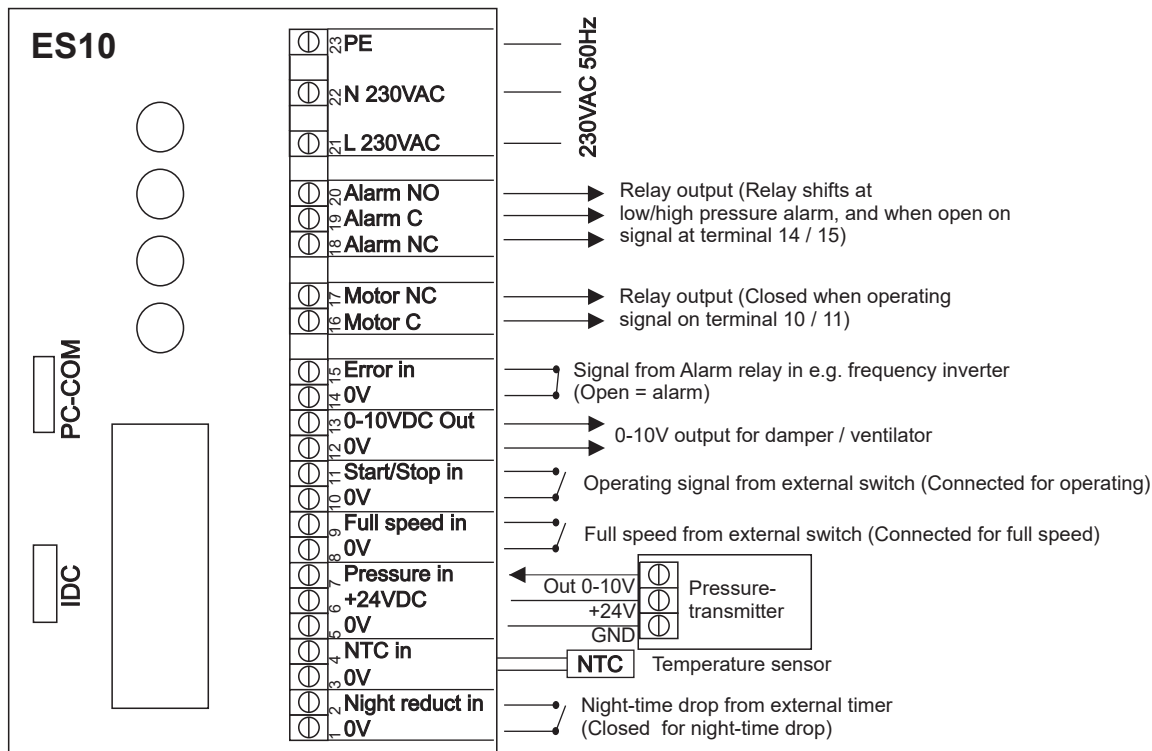 ES10
23 PE
22 N 230VAC
21 L 230VAC
230VAC 50Hz
20 Alarm NO
19 Alarm C
18 Alarm NC
Relay output (Relay shifts at
low/high pressure alarm, and when open on
signal at terminal 14 / 15)
17 Motor NC
16 Motor C
Relay output (Closed when operating
signal on terminal 10 / 11)
PC-COM
15 Error in
14 0V
Signal from Alarm relay in e.g. frequency inverter
(Open = alarm)
13 0-10VDC Out
12 0V
0-10V output for damper / ventilator
11 Start/Stop in
10 0V
Operating signal from external switch (Connected for operating)
9 Full speed in
8 0V
Full speed from external switch (Connected for full speed)
IDC
7 Pressure in
6 +24VDC
5 0V
Out 0-10V
+24V
GND
Pressure-
transmitter
4 NTC in
3 0V
NTC
Temperature sensor
2 Night reduct in
1 0V
Night-time drop from external timer
(Closed for night-time drop)